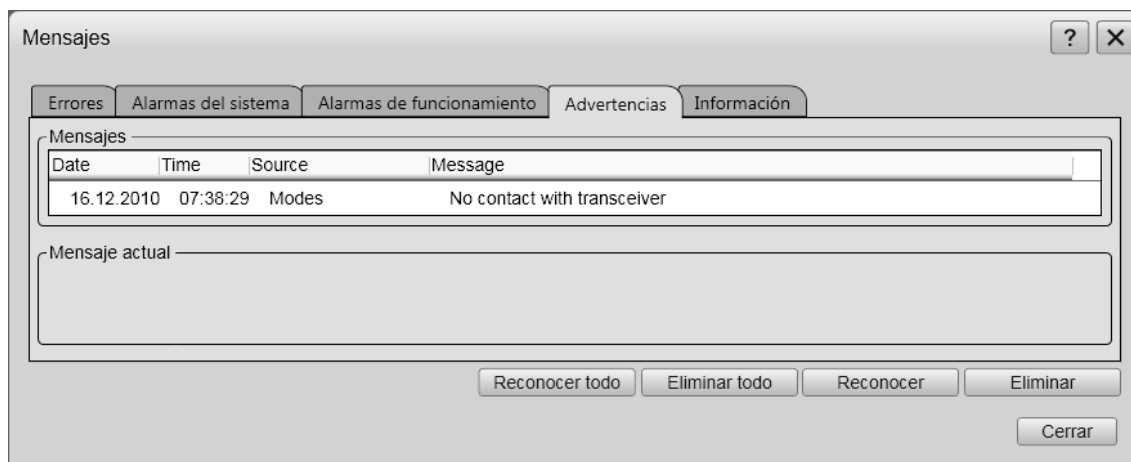 Mensajes ? X
Errores Alarmas del sistema Alarmas de funcionamiento Advertencias Información
Mensajes
Date Time Source Message
16.12.2010 07:38:29 Modes No contact with transceiver
Mensaje actual
Reconocer todo Eliminar todo Reconocer Eliminar
Cerrar